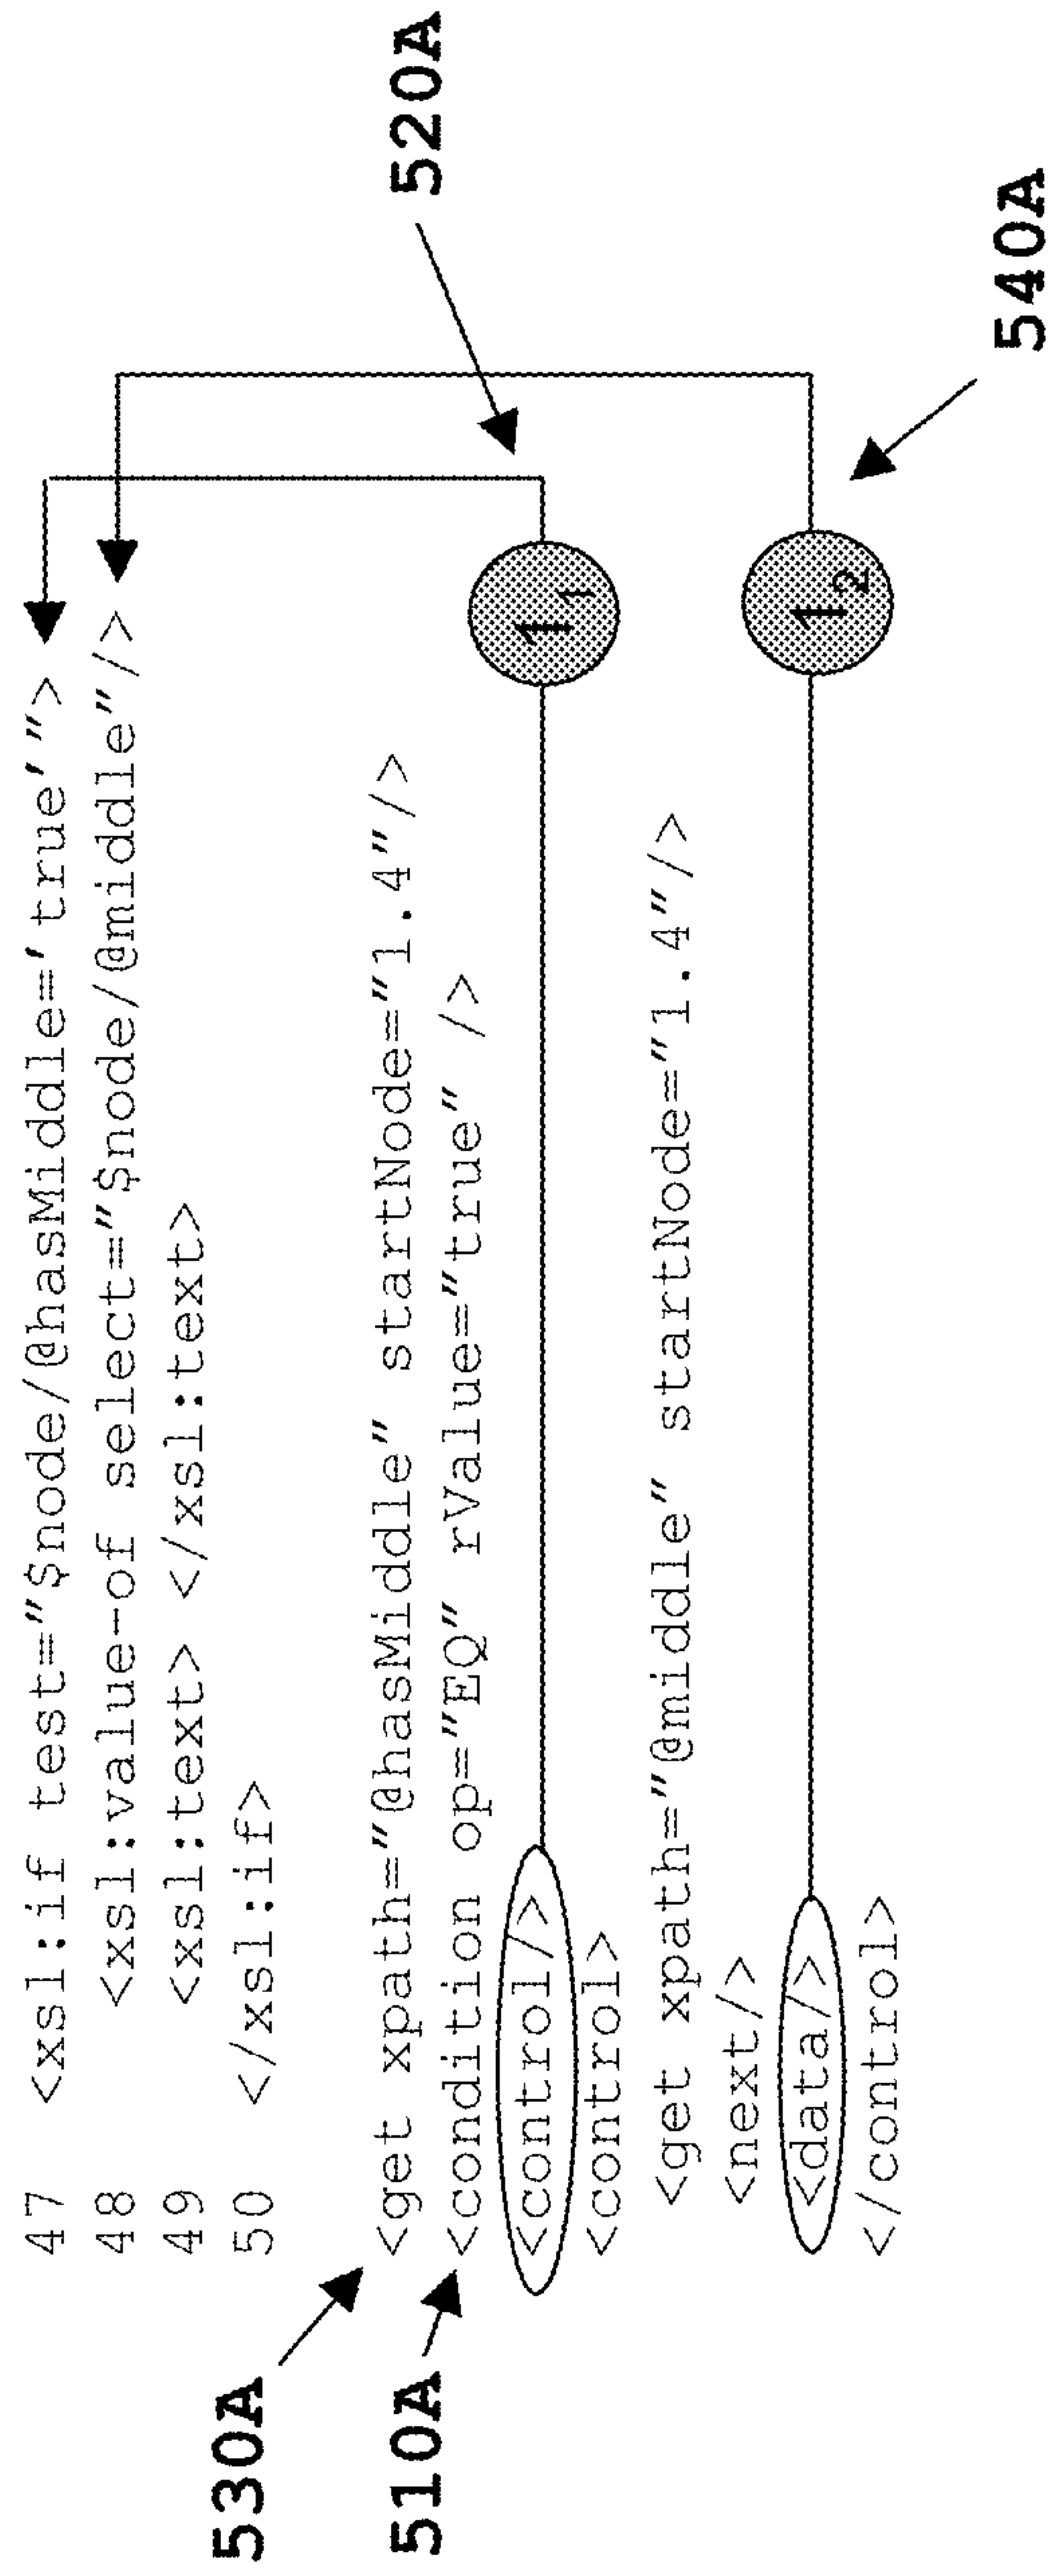 47 <xsl:if test="$node/@hasMiddle='true'">
48 <xsl:value-of select="$node/@middle"/>
49 <xsl:text> </xsl:text>
50 </xsl:if>
530A
<get xpath="@hasMiddle" startNode="1.4"/>
510A
<condition op="EQ" rValue="true" />
520A
<control/>
1₁
<control>
<get xpath="@middle" startNode="1.4"/>
<next/>
<data/>
1₂
540A
</control>